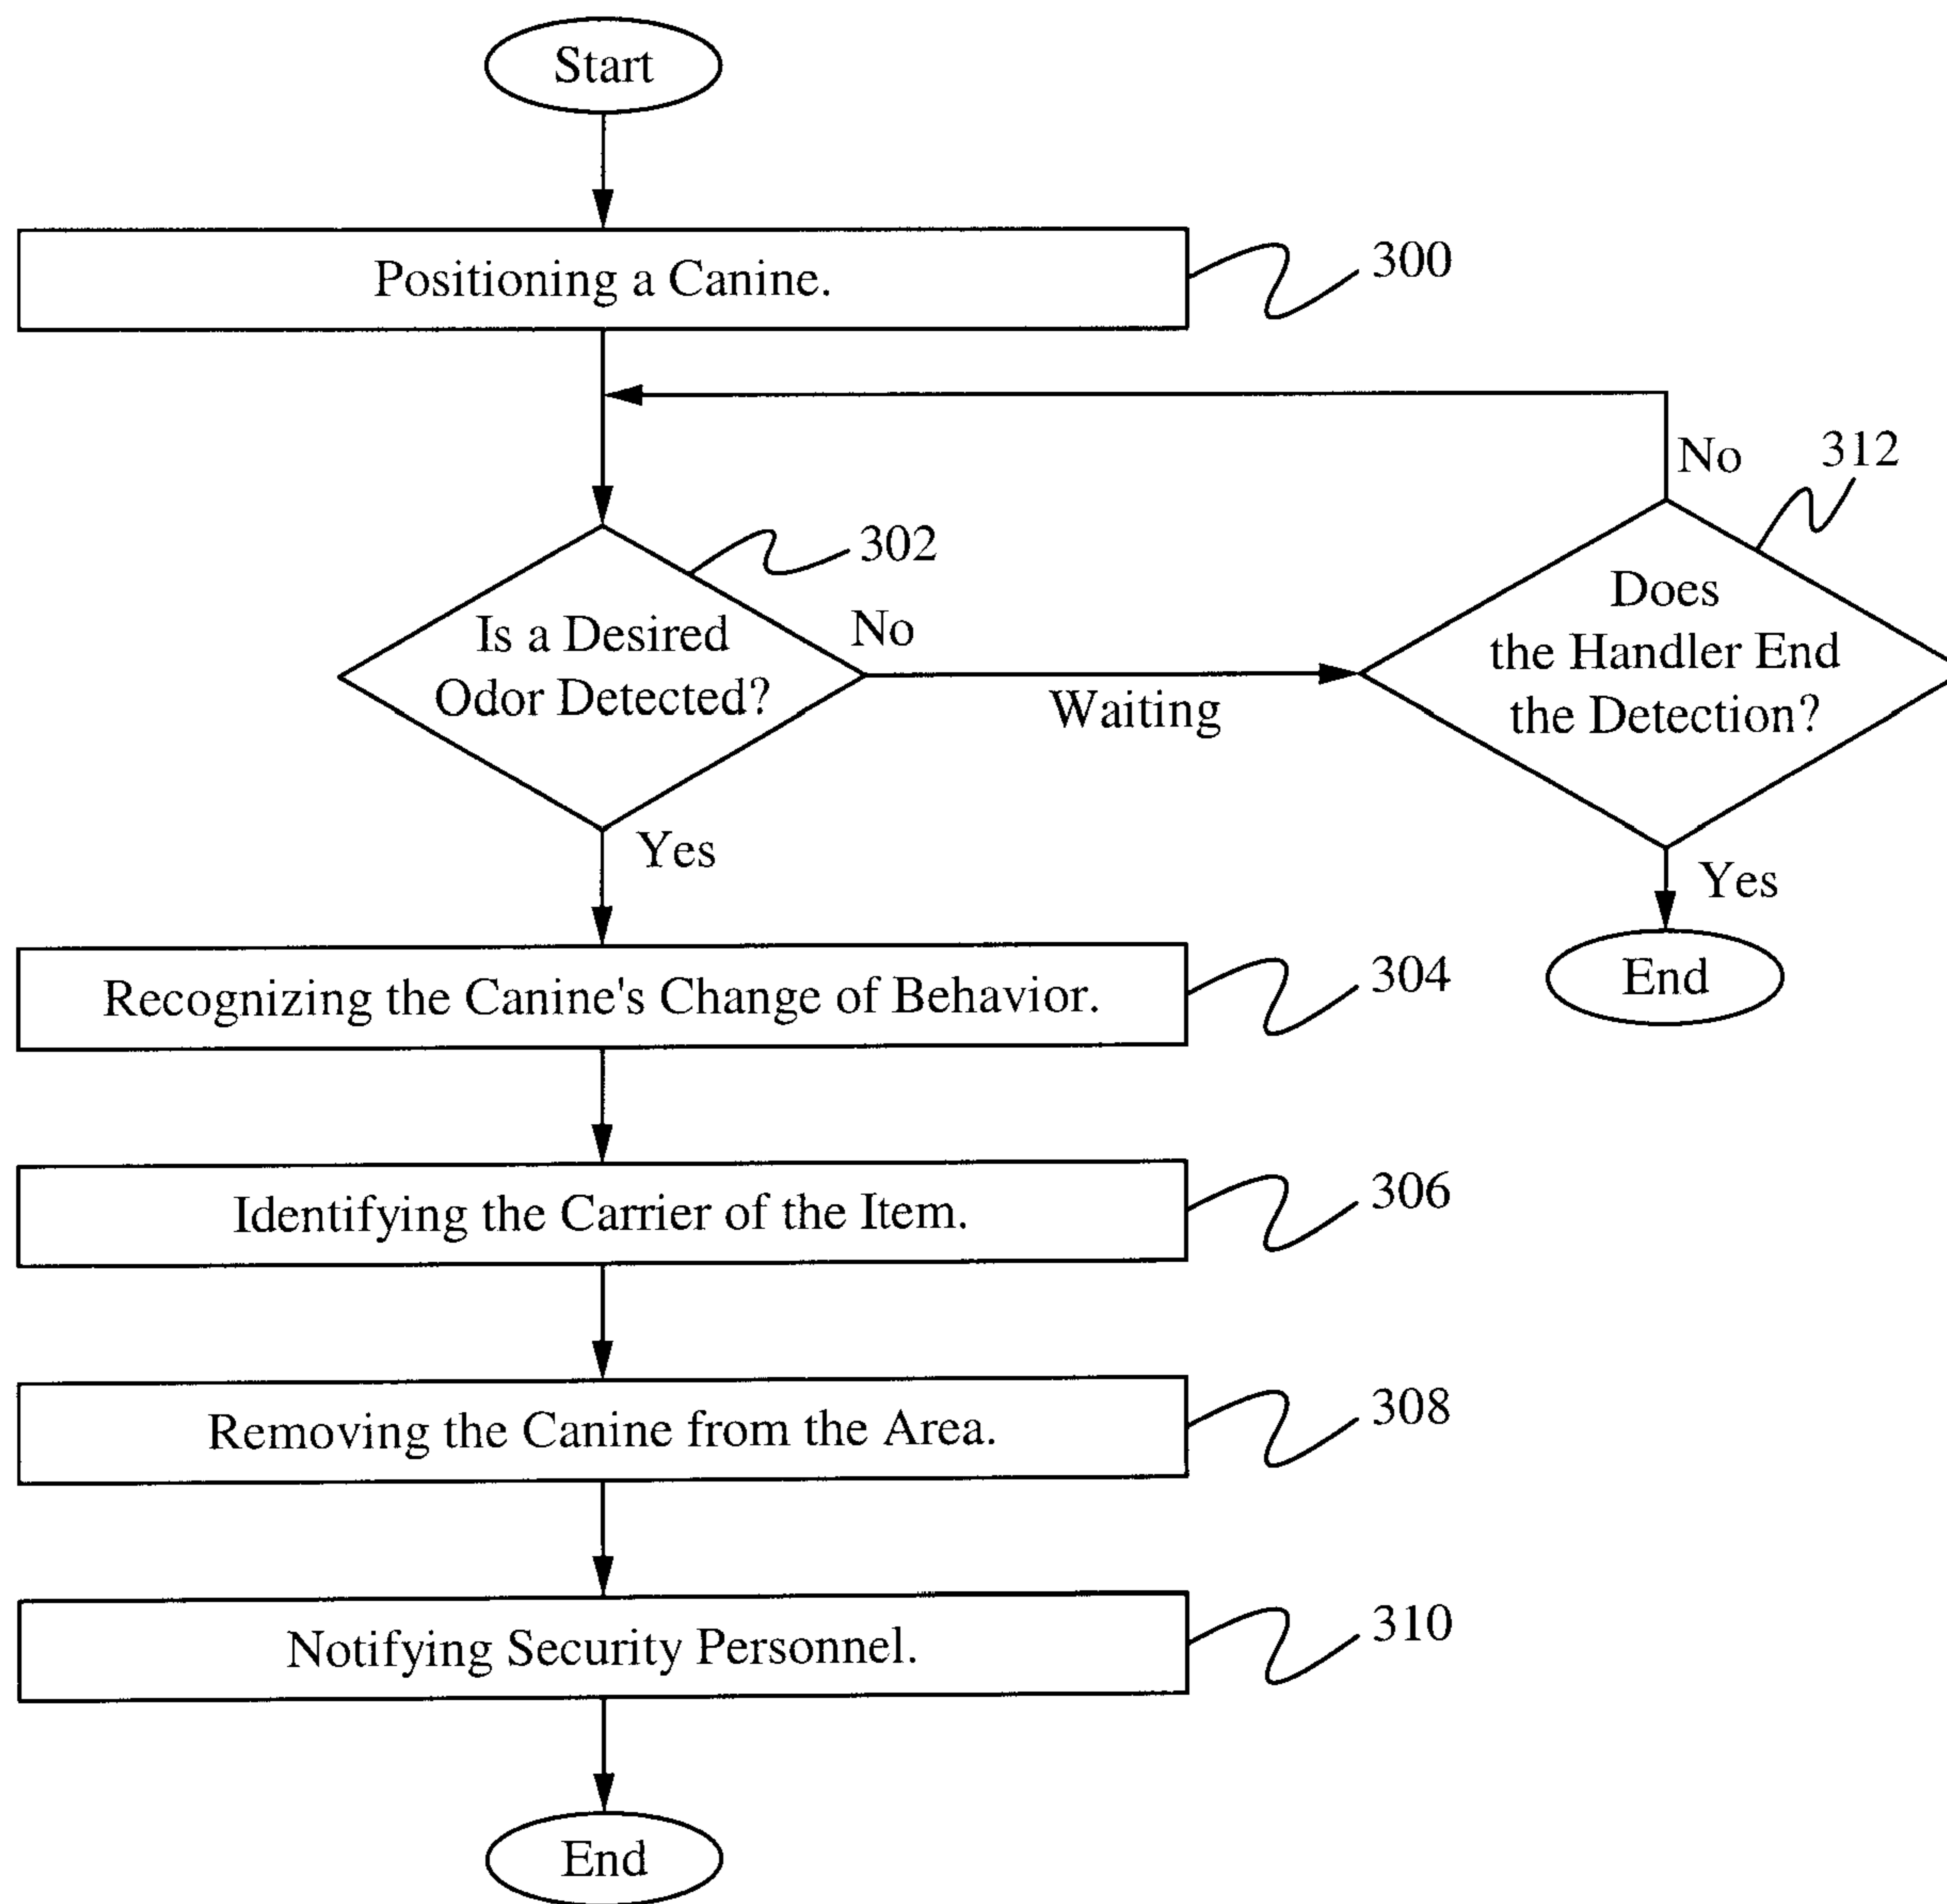 Start
Positioning a Canine.
300
No
312
302
Is a Desired
Odor Detected?
No
Waiting
Does
the Handler End
the Detection?
Yes
Yes
Recognizing the Canine's Change of Behavior.
304
End
Identifying the Carrier of the Item.
306
Removing the Canine from the Area.
308
Notifying Security Personnel.
310
End